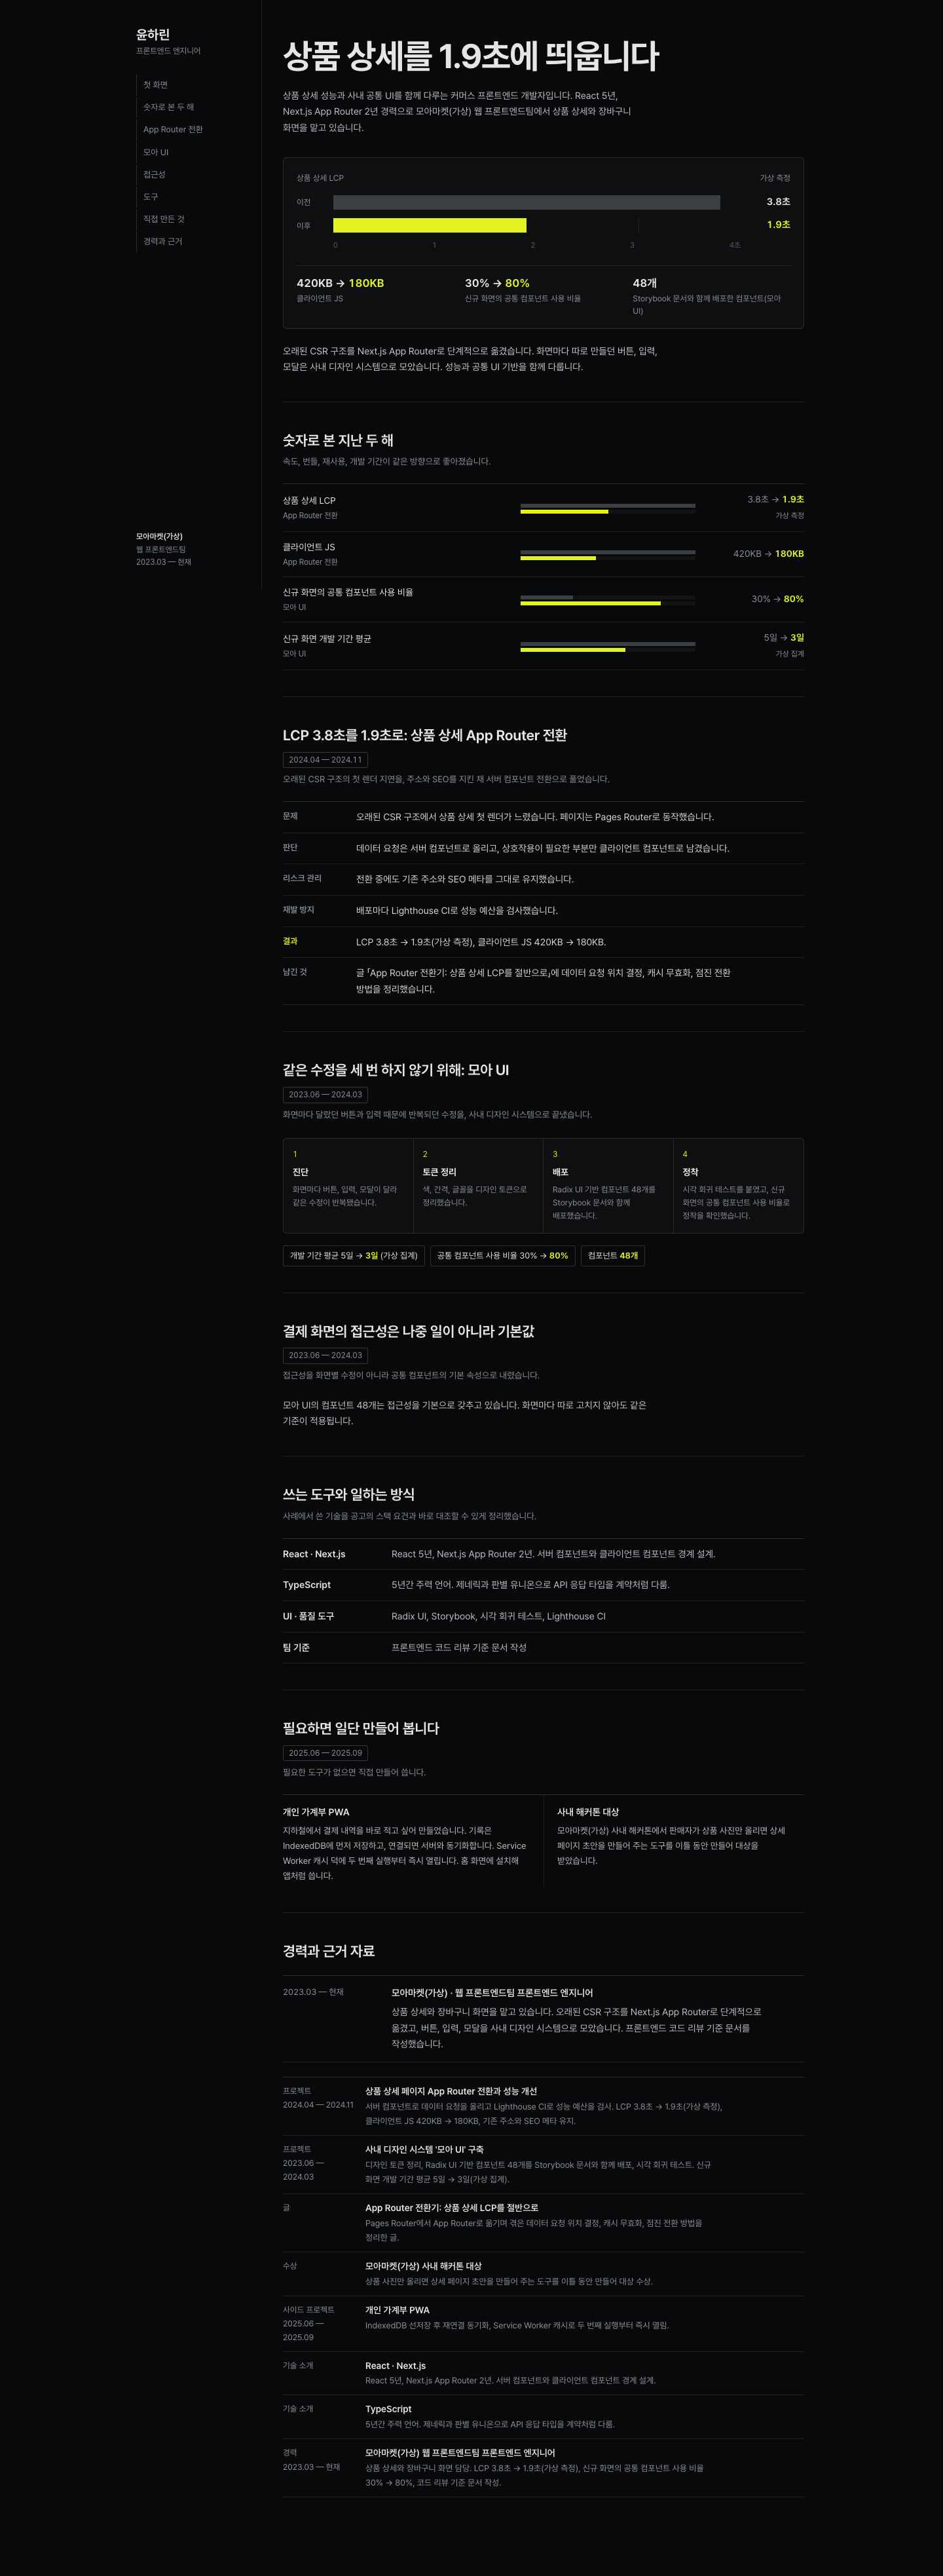 윤하린
프론트엔드 엔지니어
첫 화면
숫자로 본 두 해
App Router 전환
모아 UI
접근성
도구
직접 만든 것
경력과 근거
모아마켓(가상)
웹 프론트엔드팀
2023.03 — 현재
상품 상세를 1.9초에 띄웁니다
상품 상세 성능과 사내 공통 UI를 함께 다루는 커머스 프론트엔드 개발자입니다. React 5년,
Next.js App Router 2년 경력으로 모아마켓(가상) 웹 프론트엔드팀에서 상품 상세와 장바구니
화면을 맡고 있습니다.
상품 상세 LCP
가상 측정
이전
3.8초
이후
1.9초
0 1 2 3 4초
420KB → 180KB
클라이언트 JS
30% → 80%
신규 화면의 공통 컴포넌트 사용 비율
48개
Storybook 문서와 함께 배포한 컴포넌트(모아
UI)
오래된 CSR 구조를 Next.js App Router로 단계적으로 옮겼습니다. 화면마다 따로 만들던 버튼, 입력,
모달은 사내 디자인 시스템으로 모았습니다. 성능과 공통 UI 기반을 함께 다룹니다.
숫자로 본 지난 두 해
속도, 번들, 재사용, 개발 기간이 같은 방향으로 좋아졌습니다.
상품 상세 LCP
App Router 전환
3.8초 → 1.9초
가상 측정
클라이언트 JS
App Router 전환
420KB → 180KB
신규 화면의 공통 컴포넌트 사용 비율
모아 UI
30% → 80%
신규 화면 개발 기간 평균
모아 UI
5일 → 3일
가상 집계
LCP 3.8초를 1.9초로: 상품 상세 App Router 전환
2024.04 — 2024.11
오래된 CSR 구조의 첫 렌더 지연을, 주소와 SEO를 지킨 채 서버 컴포넌트 전환으로 풀었습니다.
문제
오래된 CSR 구조에서 상품 상세 첫 렌더가 느렸습니다. 페이지는 Pages Router로 동작했습니다.
판단
데이터 요청은 서버 컴포넌트로 올리고, 상호작용이 필요한 부분만 클라이언트 컴포넌트로 남겼습니다.
리스크 관리
전환 중에도 기존 주소와 SEO 메타를 그대로 유지했습니다.
재발 방지
배포마다 Lighthouse CI로 성능 예산을 검사했습니다.
결과
LCP 3.8초 → 1.9초(가상 측정), 클라이언트 JS 420KB → 180KB.
남긴 것
글 「App Router 전환기: 상품 상세 LCP를 절반으로」에 데이터 요청 위치 결정, 캐시 무효화, 점진 전환
방법을 정리했습니다.
같은 수정을 세 번 하지 않기 위해: 모아 UI
2023.06 — 2024.03
화면마다 달랐던 버튼과 입력 때문에 반복되던 수정을, 사내 디자인 시스템으로 끝냈습니다.
1
진단
화면마다 버튼, 입력, 모달이 달라
같은 수정이 반복됐습니다.
2
토큰 정리
색, 간격, 글꼴을 디자인 토큰으로
정리했습니다.
3
배포
Radix UI 기반 컴포넌트 48개를
Storybook 문서와 함께
배포했습니다.
4
정착
시각 회귀 테스트를 붙였고, 신규
화면의 공통 컴포넌트 사용 비율로
정착을 확인했습니다.
개발 기간 평균 5일 → 3일 (가상 집계)
공통 컴포넌트 사용 비율 30% → 80%
컴포넌트 48개
결제 화면의 접근성은 나중 일이 아니라 기본값
2023.06 — 2024.03
접근성을 화면별 수정이 아니라 공통 컴포넌트의 기본 속성으로 내렸습니다.
모아 UI의 컴포넌트 48개는 접근성을 기본으로 갖추고 있습니다. 화면마다 따로 고치지 않아도 같은
기준이 적용됩니다.
쓰는 도구와 일하는 방식
사례에서 쓴 기술을 공고의 스택 요건과 바로 대조할 수 있게 정리했습니다.
React · Next.js
React 5년, Next.js App Router 2년. 서버 컴포넌트와 클라이언트 컴포넌트 경계 설계.
TypeScript
5년간 주력 언어. 제네릭과 판별 유니온으로 API 응답 타입을 계약처럼 다룸.
UI · 품질 도구
Radix UI, Storybook, 시각 회귀 테스트, Lighthouse CI
팀 기준
프론트엔드 코드 리뷰 기준 문서 작성
필요하면 일단 만들어 봅니다
2025.06 — 2025.09
필요한 도구가 없으면 직접 만들어 씁니다.
개인 가계부 PWA
지하철에서 결제 내역을 바로 적고 싶어 만들었습니다. 기록은
IndexedDB에 먼저 저장하고, 연결되면 서버와 동기화합니다. Service
Worker 캐시 덕에 두 번째 실행부터 즉시 열립니다. 홈 화면에 설치해
앱처럼 씁니다.
사내 해커톤 대상
모아마켓(가상) 사내 해커톤에서 판매자가 상품 사진만 올리면 상세
페이지 초안을 만들어 주는 도구를 이틀 동안 만들어 대상을
받았습니다.
경력과 근거 자료
2023.03 — 현재
모아마켓(가상) · 웹 프론트엔드팀 프론트엔드 엔지니어
상품 상세와 장바구니 화면을 맡고 있습니다. 오래된 CSR 구조를 Next.js App Router로 단계적으로
옮겼고, 버튼, 입력, 모달을 사내 디자인 시스템으로 모았습니다. 프론트엔드 코드 리뷰 기준 문서를
작성했습니다.
프로젝트
2024.04 — 2024.11
상품 상세 페이지 App Router 전환과 성능 개선
서버 컴포넌트로 데이터 요청을 올리고 Lighthouse CI로 성능 예산을 검사. LCP 3.8초 → 1.9초(가상 측정),
클라이언트 JS 420KB → 180KB, 기존 주소와 SEO 메타 유지.
프로젝트
2023.06 —
2024.03
사내 디자인 시스템 '모아 UI' 구축
디자인 토큰 정리, Radix UI 기반 컴포넌트 48개를 Storybook 문서와 함께 배포, 시각 회귀 테스트. 신규
화면 개발 기간 평균 5일 → 3일(가상 집계).
글
App Router 전환기: 상품 상세 LCP를 절반으로
Pages Router에서 App Router로 옮기며 겪은 데이터 요청 위치 결정, 캐시 무효화, 점진 전환 방법을
정리한 글.
수상
모아마켓(가상) 사내 해커톤 대상
상품 사진만 올리면 상세 페이지 초안을 만들어 주는 도구를 이틀 동안 만들어 대상 수상.
사이드 프로젝트
2025.06 —
2025.09
개인 가계부 PWA
IndexedDB 선저장 후 재연결 동기화, Service Worker 캐시로 두 번째 실행부터 즉시 열림.
기술 소개
React · Next.js
React 5년, Next.js App Router 2년. 서버 컴포넌트와 클라이언트 컴포넌트 경계 설계.
기술 소개
TypeScript
5년간 주력 언어. 제네릭과 판별 유니온으로 API 응답 타입을 계약처럼 다룸.
경력
2023.03 — 현재
모아마켓(가상) 웹 프론트엔드팀 프론트엔드 엔지니어
상품 상세와 장바구니 화면 담당. LCP 3.8초 → 1.9초(가상 측정), 신규 화면의 공통 컴포넌트 사용 비율
30% → 80%, 코드 리뷰 기준 문서 작성.